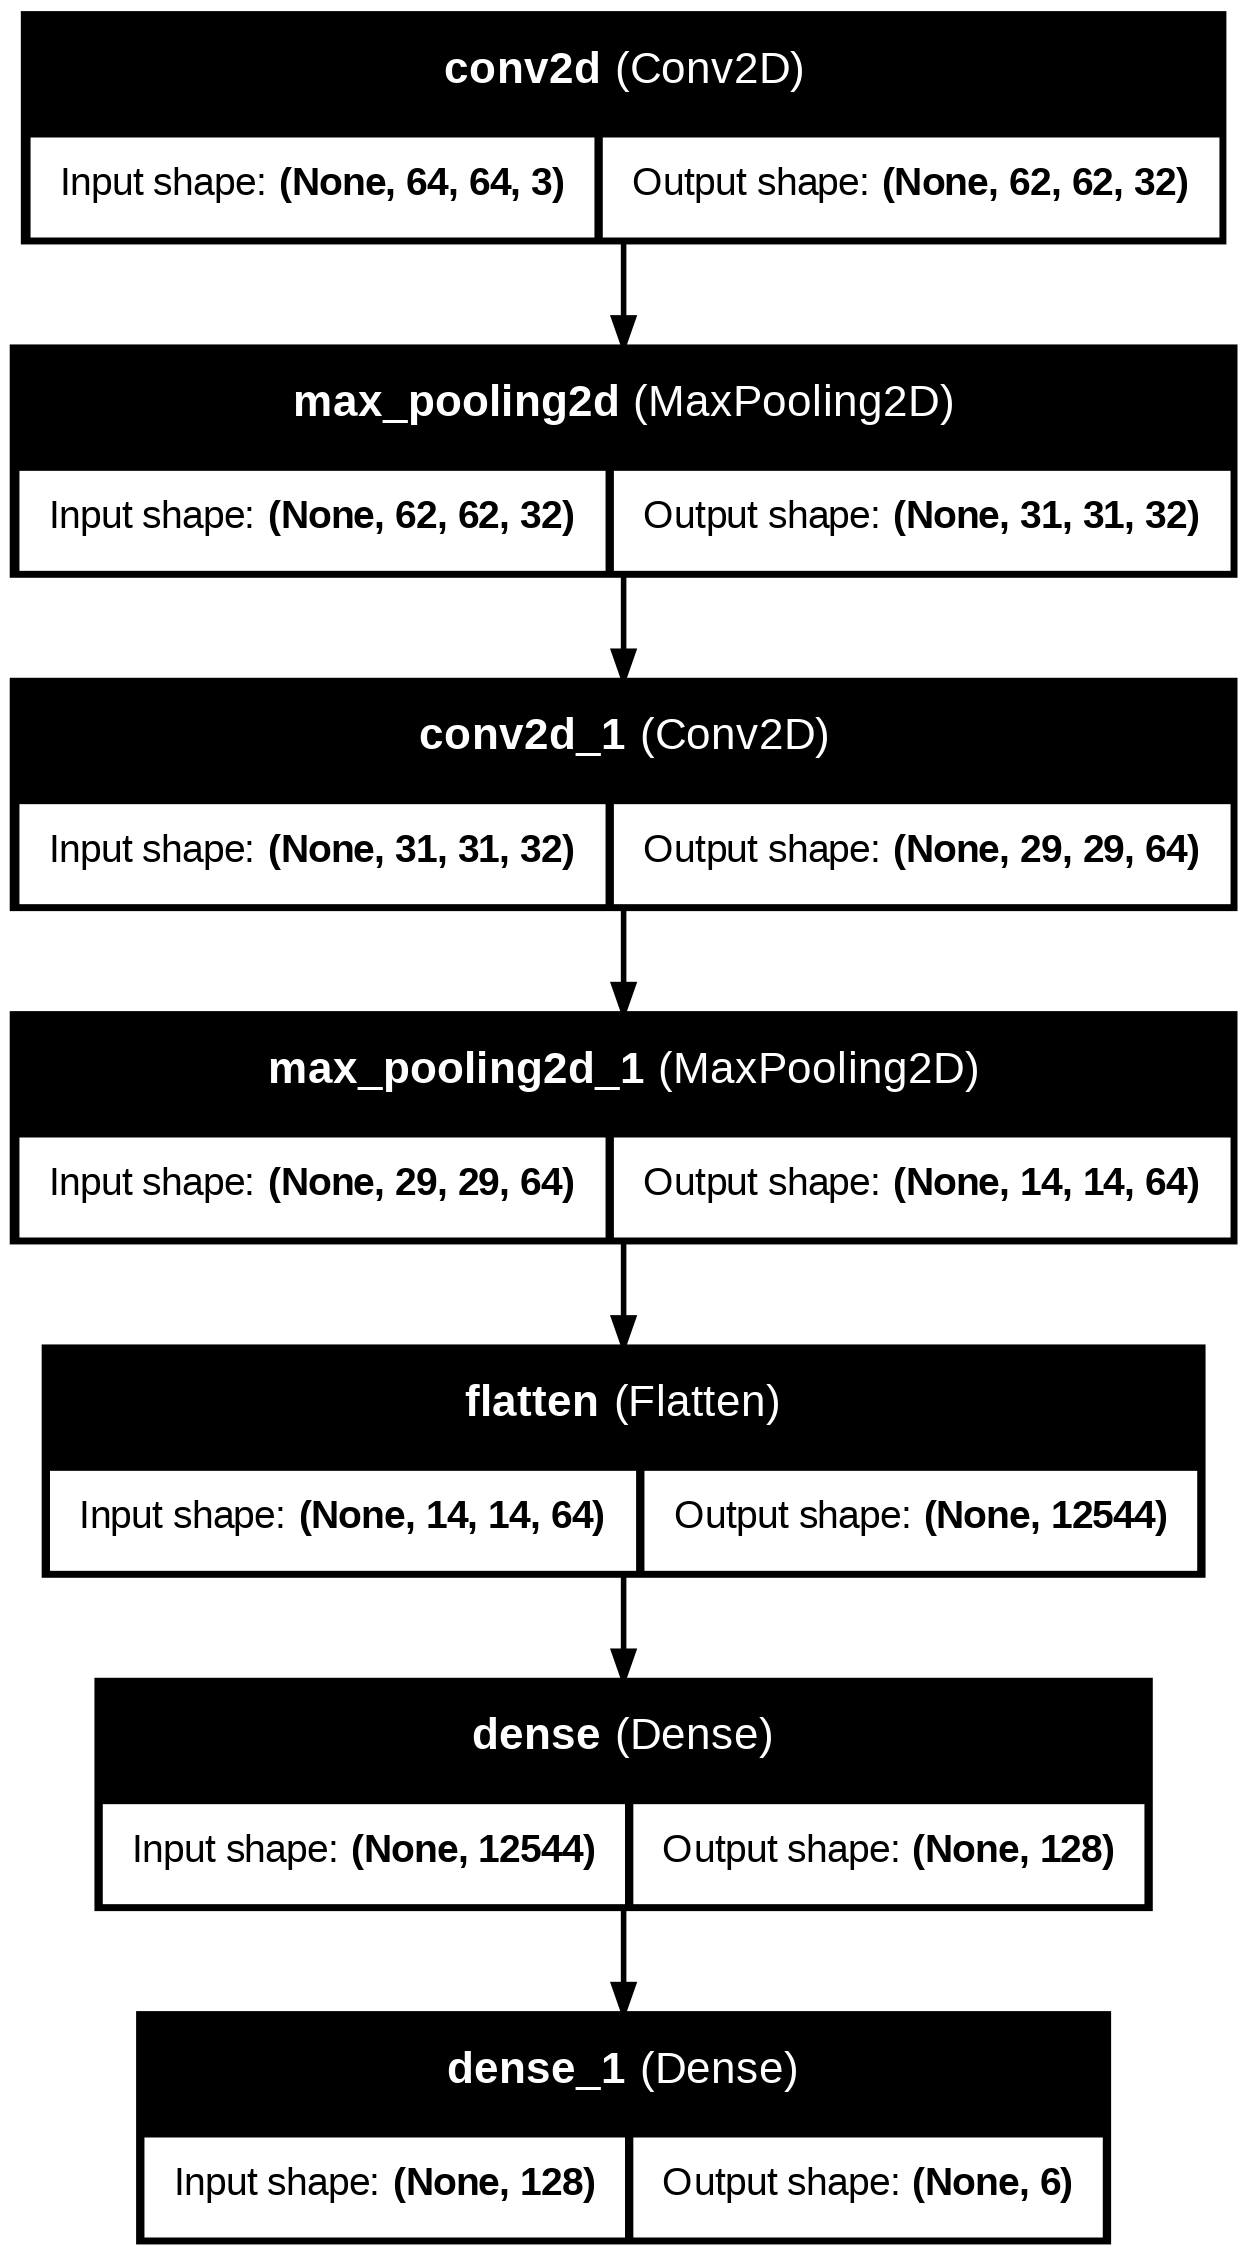 conv2d (Conv2D)
Input shape: (None, 64, 64, 3) Output shape: (None, 62, 62, 32)
max_pooling2d (MaxPooling2D)
Input shape: (None, 62, 62, 32) Output shape: (None, 31, 31, 32)
conv2d_1 (Conv2D)
Input shape: (None, 31, 31, 32) Output shape: (None, 29, 29, 64)
max_pooling2d_1 (MaxPooling2D)
Input shape: (None, 29, 29, 64) Output shape: (None, 14, 14, 64)
flatten (Flatten)
Input shape: (None, 14, 14, 64) Output shape: (None, 12544)
dense (Dense)
Input shape: (None, 12544) Output shape: (None, 128)
dense_1 (Dense)
Input shape: (None, 128) Output shape: (None, 6)